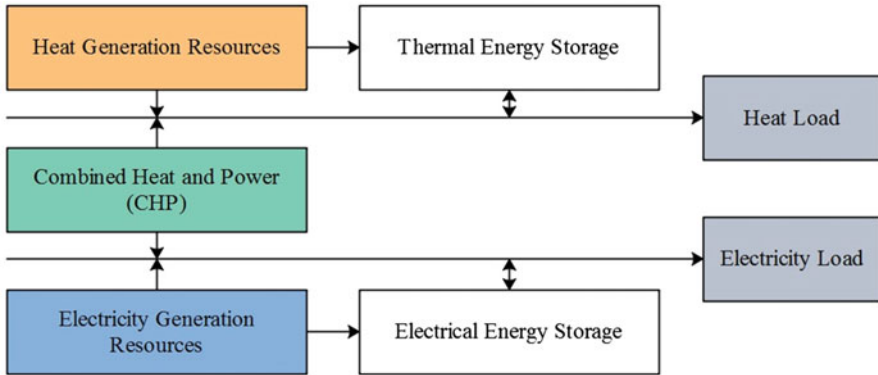 Heat Generation Resources
Thermal Energy Storage
Heat Load
Combined Heat and Power
(CHP)
Electricity Load
Electricity Generation
Resources
Electrical Energy Storage